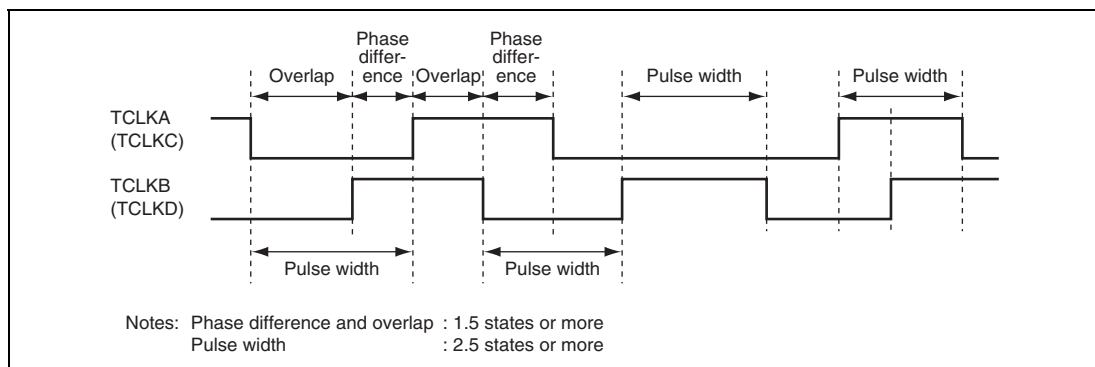 Phase
differ-
ence
Phase
differ-
ence
Overlap
Overlap
Pulse width
Pulse width
TCLKA
(TCLKC)
TCLKB
(TCLKD)
Pulse width
Pulse width
Notes: Phase difference and overlap : 1.5 states or more
Pulse width : 2.5 states or more